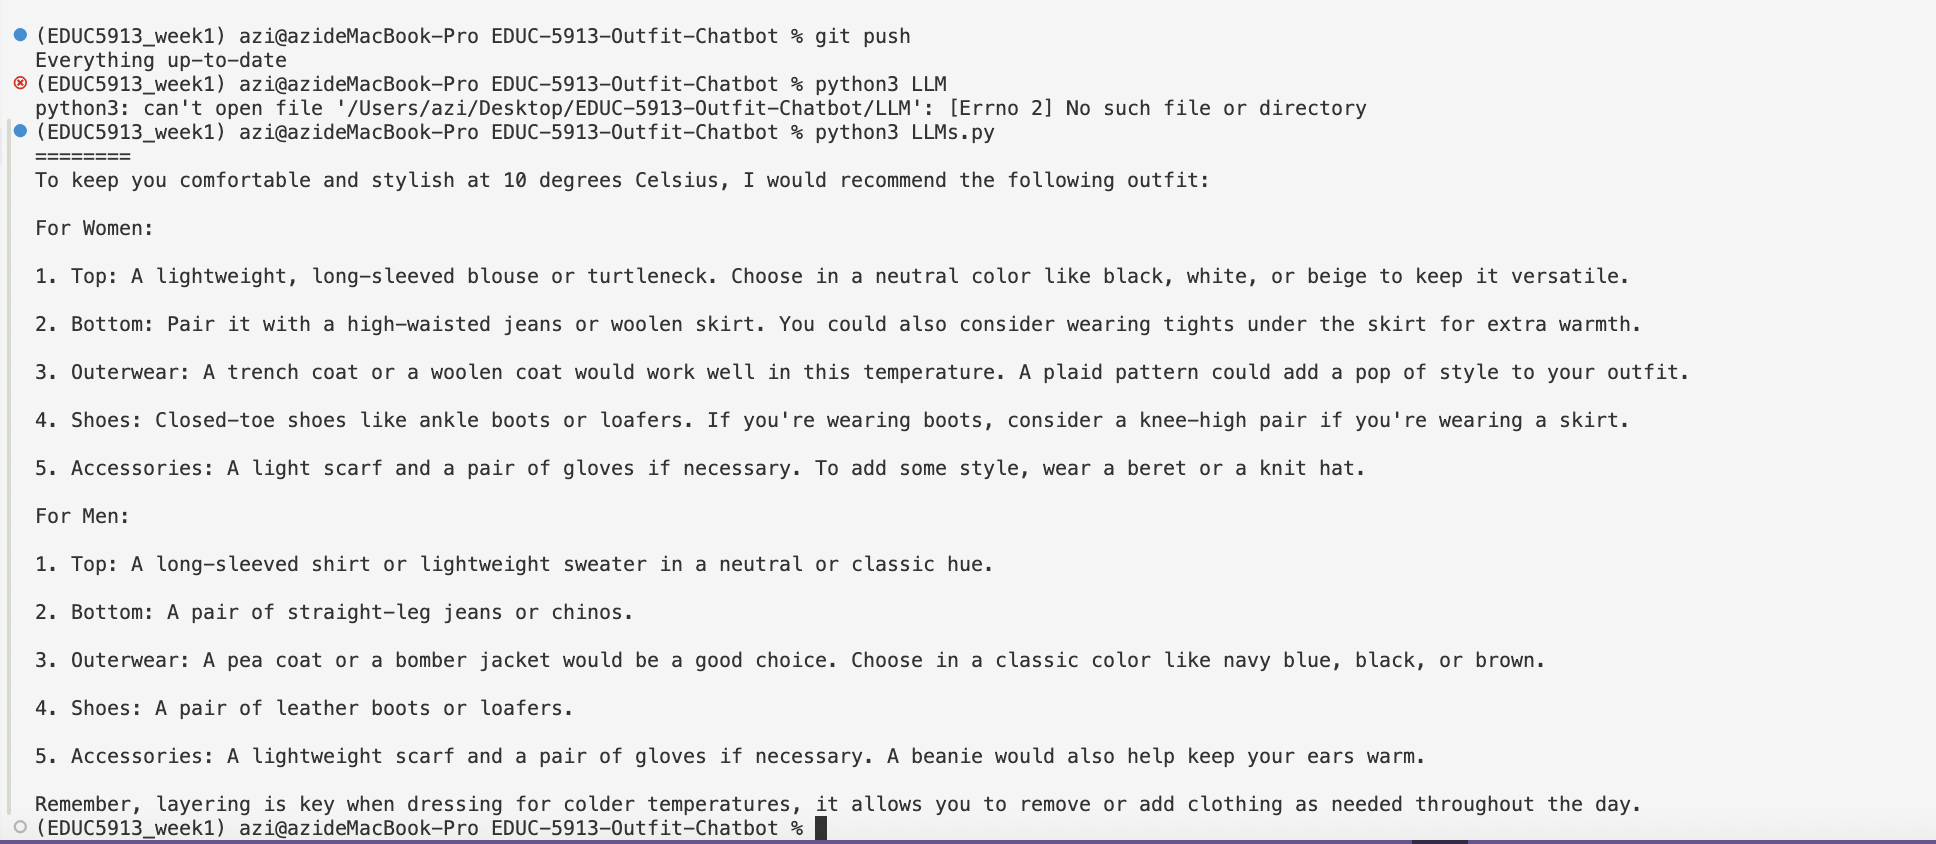 (EDUC5913_week1) azi@azideMacBook-Pro EDUC-5913-Outfit-Chatbot % git push
Everything up-to-date
(EDUC5913_week1) azi@azideMacBook-Pro EDUC-5913-Outfit-Chatbot % python3 LLM
python3: can't open file '/Users/azi/Desktop/EDUC-5913-Outfit-Chatbot/LLM': [Errno 2] No such file or directory
(EDUC5913_week1) azi@azideMacBook-Pro EDUC-5913-Outfit-Chatbot % python3 LLMs.py
========
To keep you comfortable and stylish at 10 degrees Celsius, I would recommend the following outfit:
For Women:
1. Top: A lightweight, long-sleeved blouse or turtleneck. Choose in a neutral color like black, white, or beige to keep it versatile.
2. Bottom: Pair it with a high-waisted jeans or woolen skirt. You could also consider wearing tights under the skirt for extra warmth.
3. Outerwear: A trench coat or a woolen coat would work well in this temperature. A plaid pattern could add a pop of style to your outfit.
4. Shoes: Closed-toe shoes like ankle boots or loafers. If you're wearing boots, consider a knee-high pair if you're wearing a skirt.
5. Accessories: A light scarf and a pair of gloves if necessary. To add some style, wear a beret or a knit hat.
For Men:
1. Top: A long-sleeved shirt or lightweight sweater in a neutral or classic hue.
2. Bottom: A pair of straight-leg jeans or chinos.
3. Outerwear: A pea coat or a bomber jacket would be a good choice. Choose in a classic color like navy blue, black, or brown.
4. Shoes: A pair of leather boots or loafers.
5. Accessories: A lightweight scarf and a pair of gloves if necessary. A beanie would also help keep your ears warm.
Remember, layering is key when dressing for colder temperatures, it allows you to remove or add clothing as needed throughout the day.
(EDUC5913_week1) azi@azideMacBook-Pro EDUC-5913-Outfit-Chatbot %